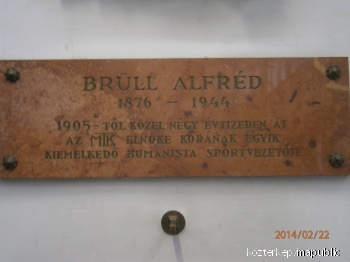 BRÜLL ALFRÉD
1876 - 1944
1905-TŐL KÖZEL NÉGY ÉVTIZEDEN ÁT
AZ MTK ELNÖKE KORÁNAK EGYIK
KIEMELKEDŐ HUMANISTA SPORTVEZETŐJE
2014/02/22
kozterkep.mapublic